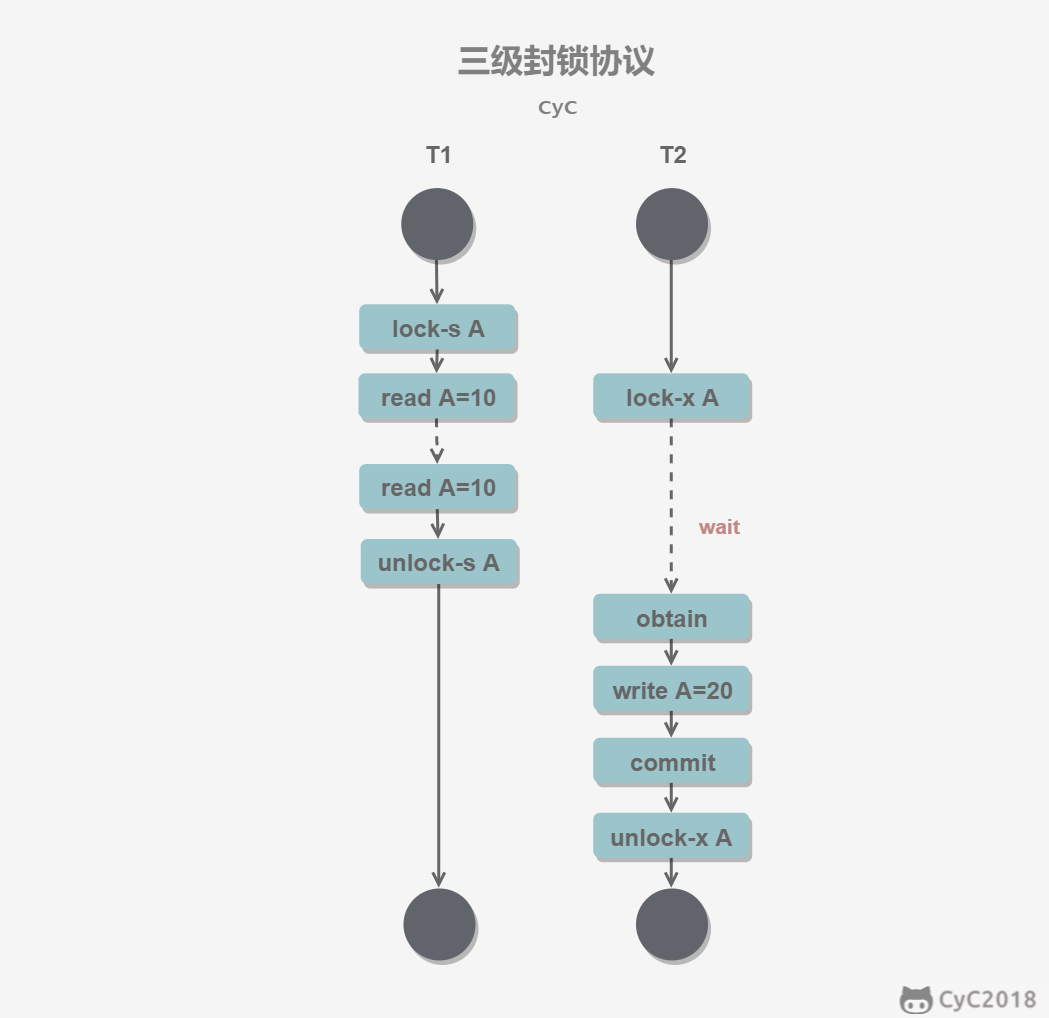 三级封锁协议
CyC
T1 T2
lock-s A
read A=10 lock-x A
read A=10
wait
unlock-s A
obtain
write A=20
commit
unlock-x A
CyC2018